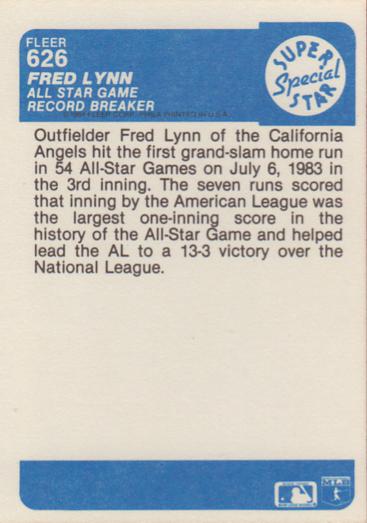 FLEER
626
FRED LYNN
ALL STAR GAME
RECORD BREAKER
© 1984 FLEER CORP. PHILA PRINTED IN U.S.A.
SUPER
Special
STAR
Outfielder Fred Lynn of the California
Angels hit the first grand-slam home run
in 54 All-Star Games on July 6, 1983 in
the 3rd inning. The seven runs scored
that inning by the American League was
the largest one-inning score in the
history of the All-Star Game and helped
lead the AL to a 13-3 victory over the
National League.
MLB